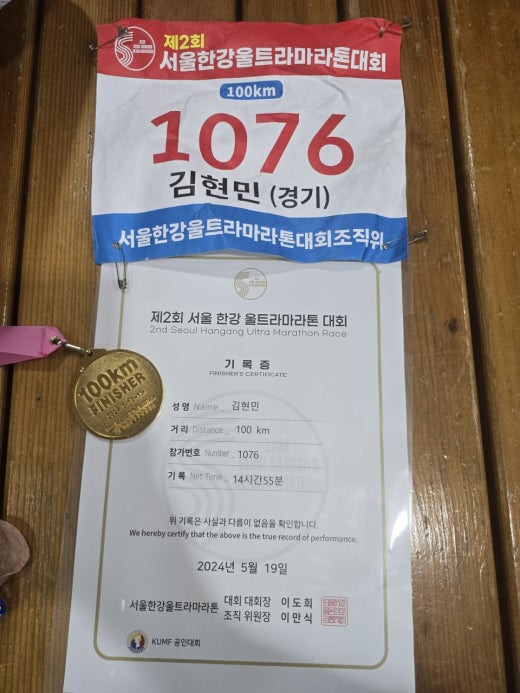 제2회
서울한강울트라마라톤대회
100km
1076
김현민 (경기)
서울한강울트라마라톤대회조직위
제2회 서울 한강 울트라마라톤 대회
2nd Seoul Hangang Ultra Marathon Race
기 록 증
FINISHER'S CERTIFICATE
성 명 Name _ 김현민
거 리 Distance _ 100 km
참가번호 Number _ 1076
기 록 Net Time _ 14시간55분
위 기록은 사실과 다름이 없음을 확인합니다.
We hereby certify that the above is the true record of performance.
2024년 5월 19일
서울한강울트라마라톤 대회 대회장 이 도 희
조직 위원장 이 만 식
KUMF 공인대회
100km
FINISHER